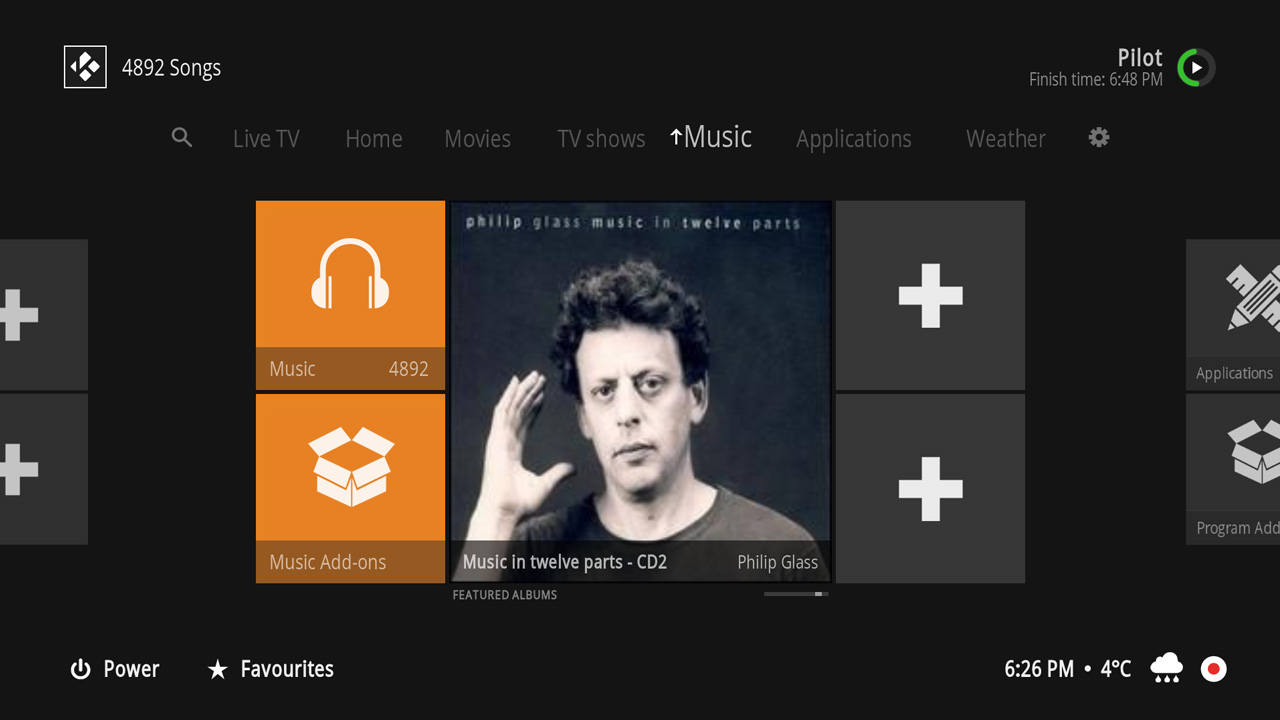 4892 Songs
Pilot
Finish time: 6:48 PM
Live TV Home Movies TV shows Music Applications Weather
philip glass music in twelve parts
Music 4892
Applications
Music Add-ons
Music in twelve parts - CD2 Philip Glass
Program Add
FEATURED ALBUMS
Power Favourites 6:26 PM • 4°C